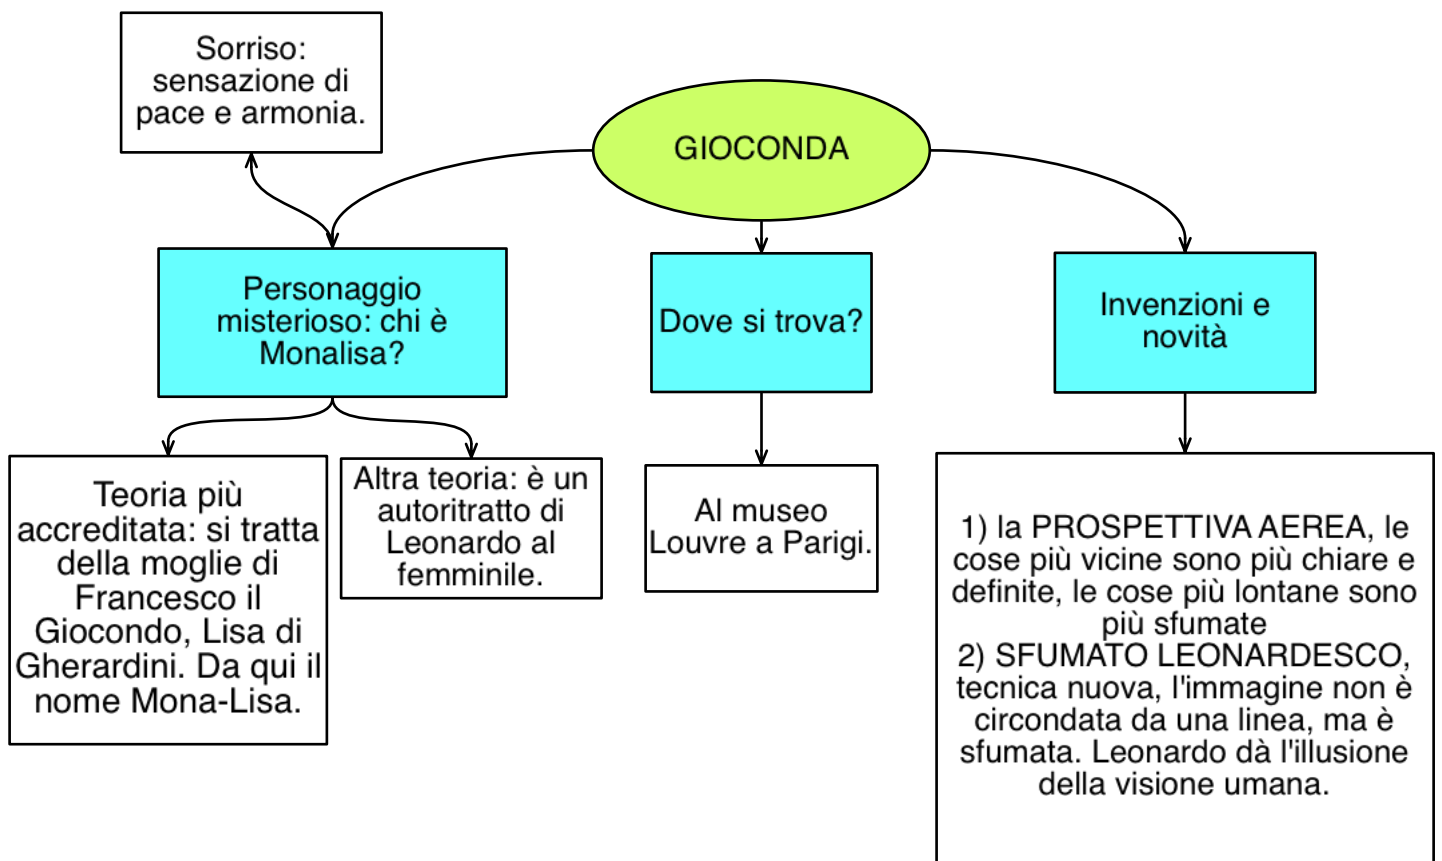 Sorriso:
sensazione di
pace e armonia.
GIOCONDA
Personaggio
misterioso: chi è
Monalisa?
Dove si trova?
Invenzioni e
novità
Teoria più
accreditata: si tratta
della moglie di
Francesco il
Giocondo, Lisa di
Gherardini. Da qui il
nome Mona-Lisa.
Altra teoria: è un
autoritratto di
Leonardo al
femminile.
Al museo
Louvre a Parigi.
1) la PROSPETTIVA AEREA, le
cose più vicine sono più chiare e
definite, le cose più lontane sono
più sfumate
2) SFUMATO LEONARDESCO,
tecnica nuova, l'immagine non è
circondata da una linea, ma è
sfumata. Leonardo dà l'illusione
della visione umana.